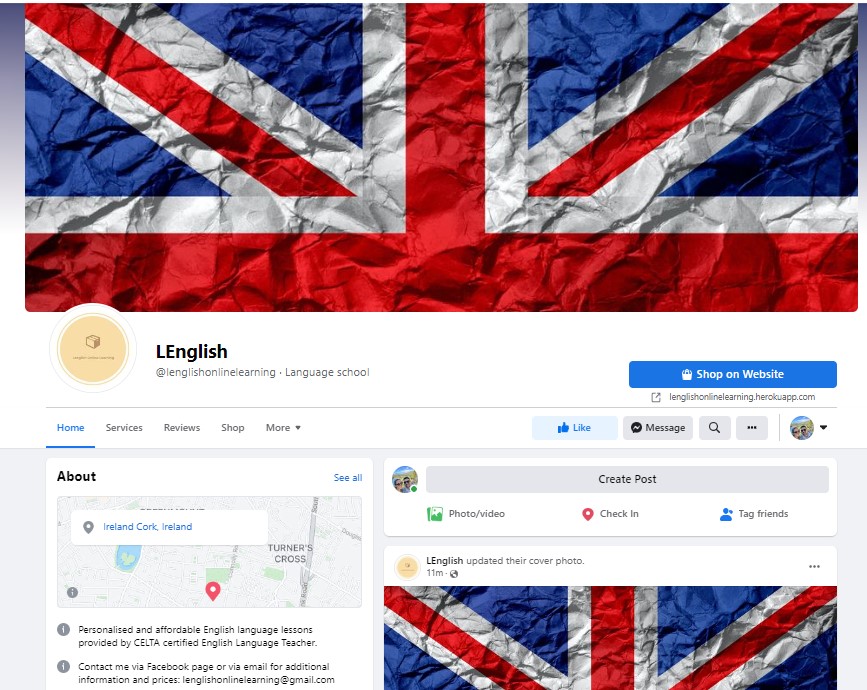 LEnglish
@lenglishonlinelearning · Language school
Shop on Website
lenglishonlinelearning.herokuapp.com
Home Services Reviews Shop More
Like Message
About See all
Ireland Cork, Ireland
TURNER'S
CROSS
Personalised and affordable English language lessons
provided by CELTA certified English Language Teacher.
Contact me via Facebook page or via email for additional
information and prices: lenglishonlinelearning@gmail.com
Create Post
Photo/video Check In Tag friends
LEnglish updated their cover photo.
11m ·